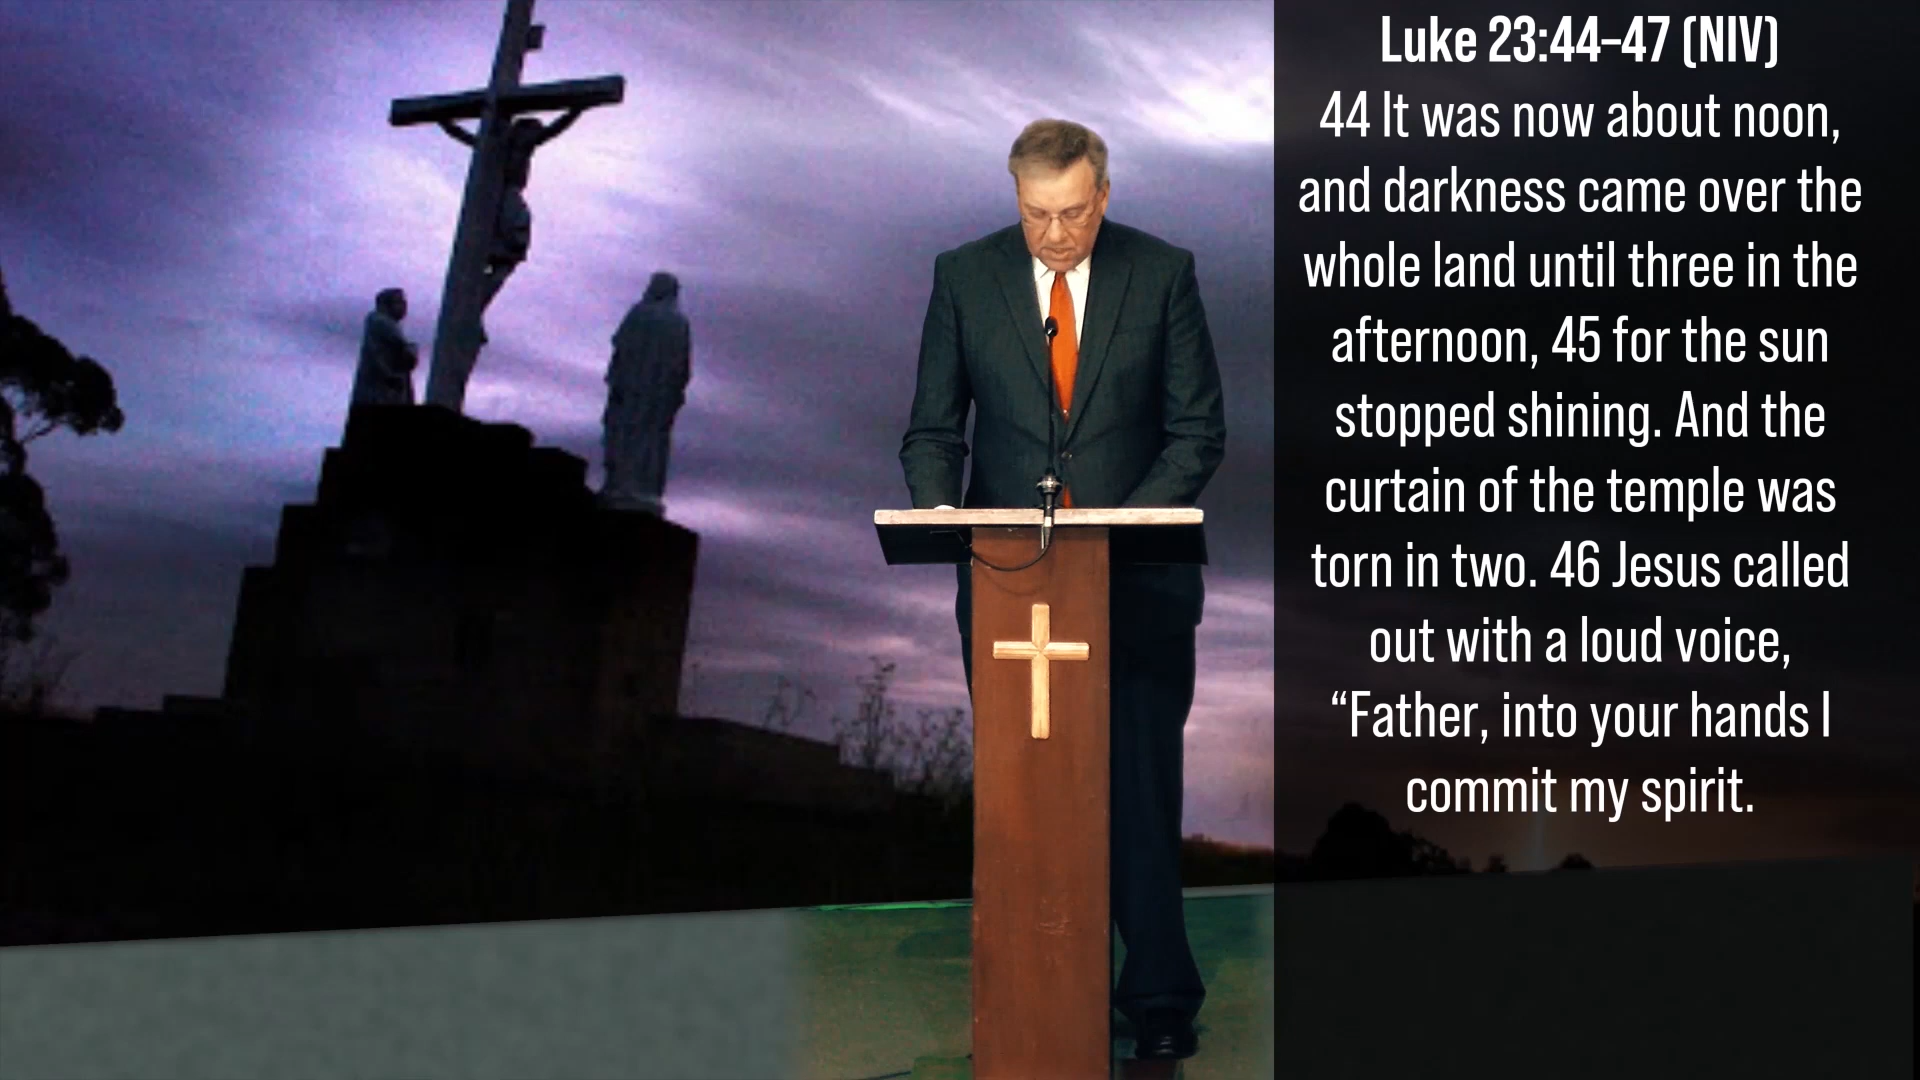 Luke 23:44–47 (NIV)
44 It was now about noon,
and darkness came over the
whole land until three in the
afternoon, 45 for the sun
stopped shining. And the
curtain of the temple was
torn in two. 46 Jesus called
out with a loud voice,
“Father, into your hands I
commit my spirit.